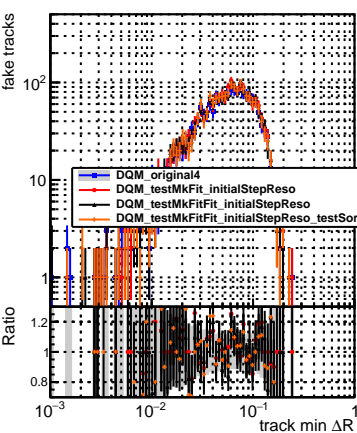 fake tracks
10²
10
1
DQM_original4
DQM_testMkFit_initialStepReso
DQM_testMkFitFit_initialStepReso
DQM_testMkFitFit_initialStepReso_testSor
Ratio
1.2
1
0.8
10⁻³ 10⁻² 10⁻¹ 1
track min ΔR